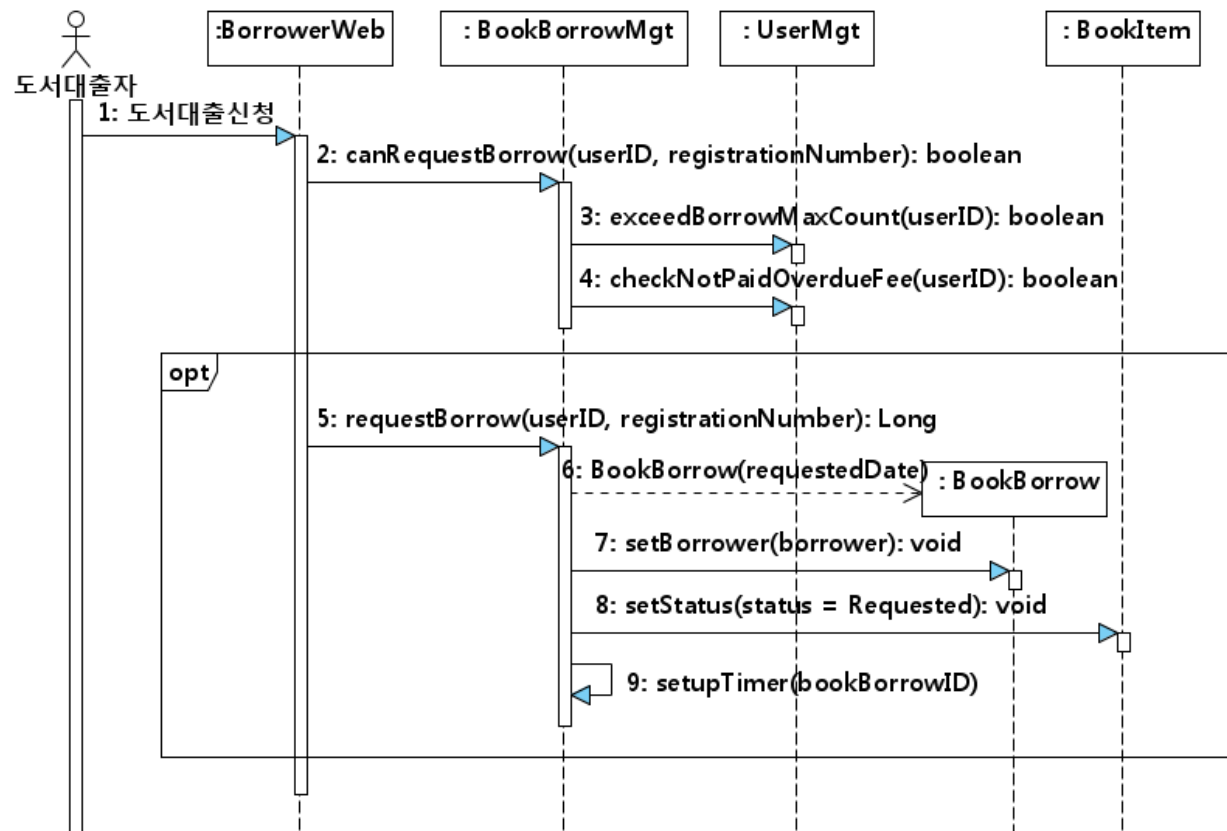 :BorrowerWeb
: BookBorrowMgt
: UserMgt
: BookItem
도서대출자
1: 도서대출신청
2: canRequestBorrow(userID, registrationNumber): boolean
3: exceedBorrowMaxCount(userID): boolean
4: checkNotPaidOverdueFee(userID): boolean
opt
5: requestBorrow(userID, registrationNumber): Long
6: BookBorrow(requestedDate)
: BookBorrow
7: setBorrower(borrower): void
8: setStatus(status = Requested): void
9: setupTimer(bookBorrowID)